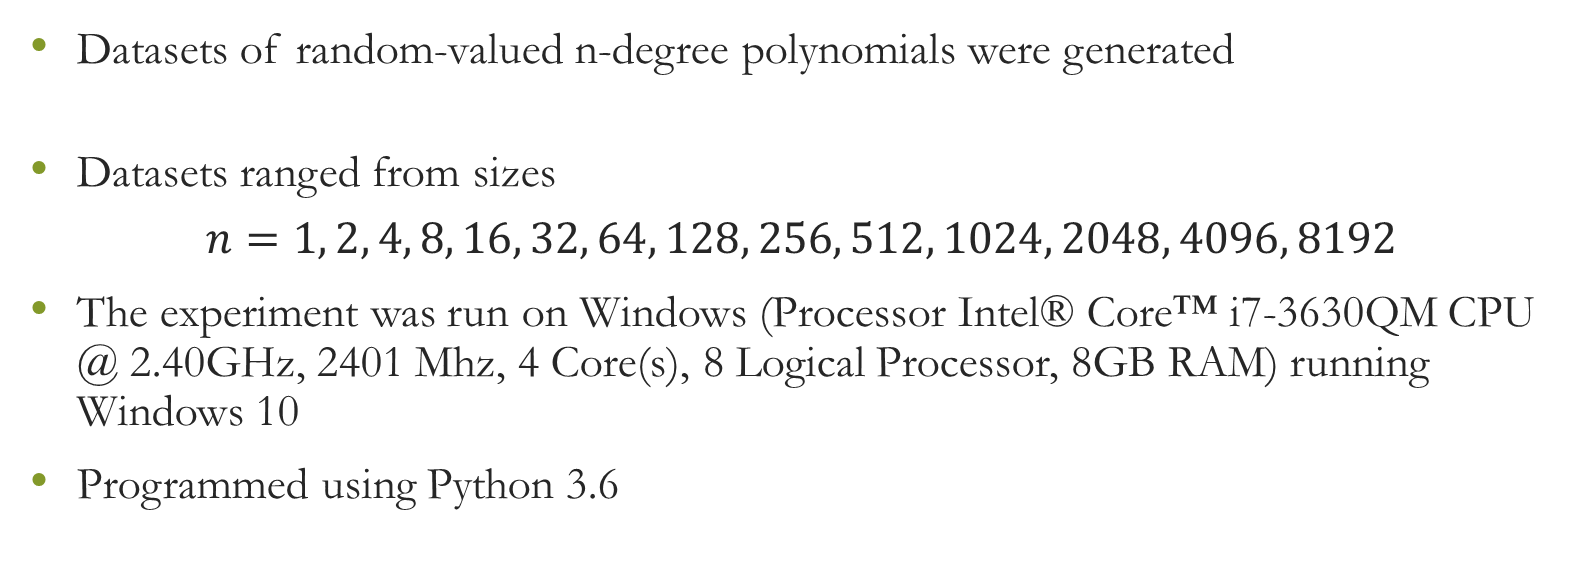 • Datasets of random-valued n-degree polynomials were generated
• Datasets ranged from sizes
n = 1, 2, 4, 8, 16, 32, 64, 128, 256, 512, 1024, 2048, 4096, 8192
• The experiment was run on Windows (Processor Intel® Core™ i7-3630QM CPU
@ 2.40GHz, 2401 Mhz, 4 Core(s), 8 Logical Processor, 8GB RAM) running
Windows 10
• Programmed using Python 3.6